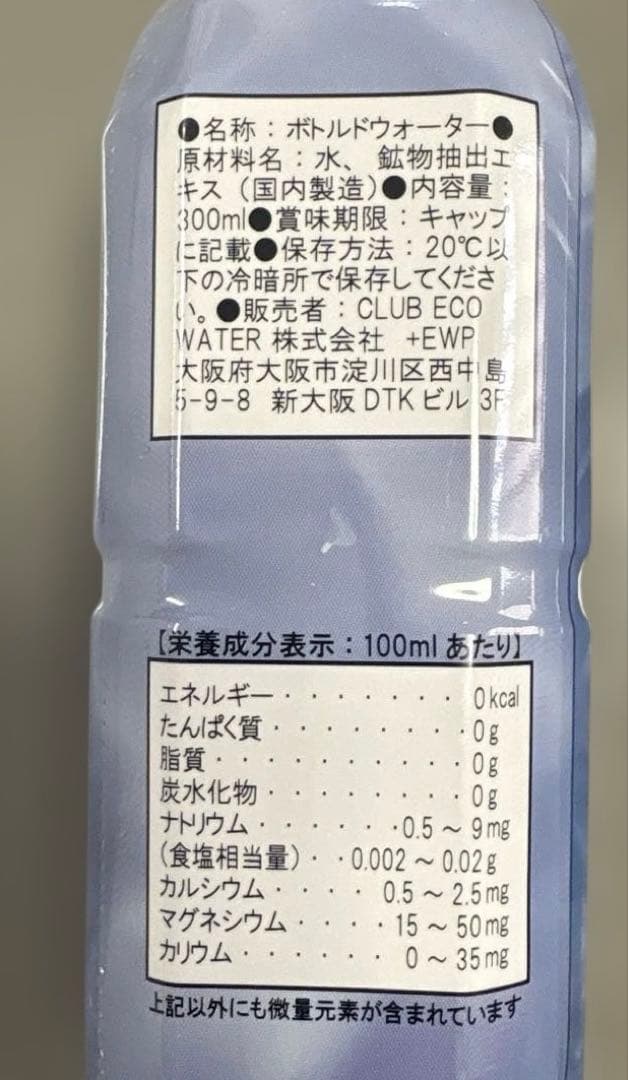 ●名称：ボトルドウォーター●
原材料名：水、鉱物抽出エ
キス（国内製造）●内容量：
300ml●賞味期限：キャップ
に記載●保存方法：20℃以
下の冷暗所で保存してくださ
い。●販売者：CLUB ECO
WATER 株式会社 +EWP
大阪府大阪市淀川区西中島
5-9-8 新大阪DTKビル 3F
【栄養成分表示：100mlあたり】
エネルギー・・・・・・・0kcal
たんぱく質・・・・・・・・0g
脂質・・・・・・・・・・0g
炭水化物・・・・・・・・0g
ナトリウム・・・・・・0.5～9mg
(食塩相当量)・・0.002～0.02g
カルシウム・・・・0.5～2.5mg
マグネシウム・・・・15～50mg
カリウム・・・・・・0～35mg
上記以外にも微量元素が含まれています